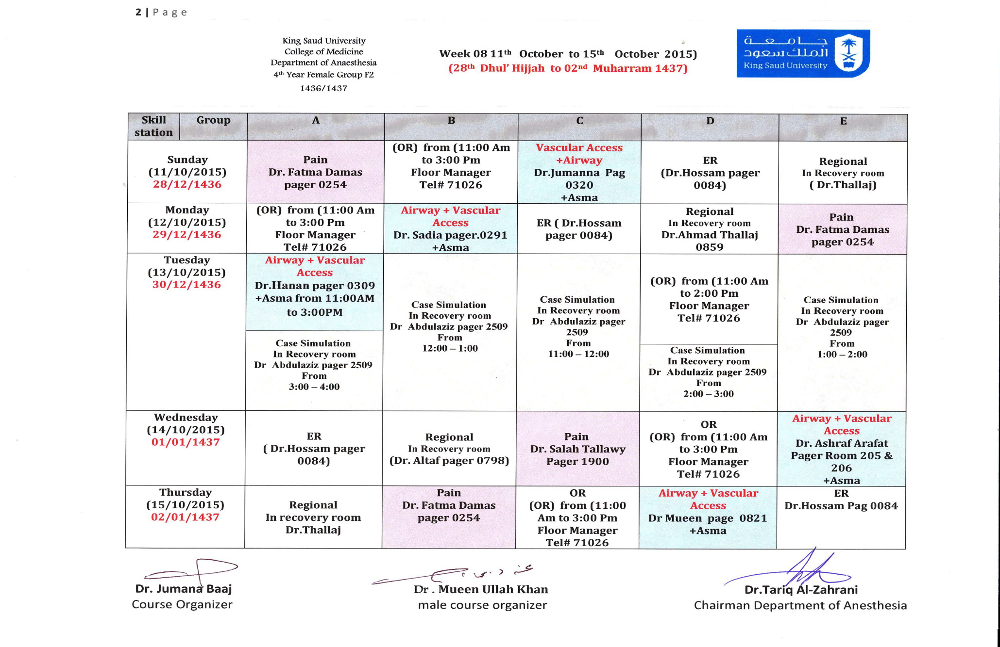 2 | P a g e
King Saud University
College of Medicine
Department of Anaesthesia
4th Year Female Group F2
1436/1437
Week 08 11th October to 15th October 2015)
(28th Dhul’ Hijjah to 02nd Muharram 1437)
جامعة
الملك سعود
King Saud University
Skill station
Group
A
B
C
D
E
Sunday
(11/10/2015)
28/12/1436
Pain
Dr. Fatma Damas
pager 0254
(OR) from (11:00 Am
to 3:00 Pm
Floor Manager
Tel# 71026
Vascular Access
+Airway
Dr.Jumanna Pag
0320
+Asma
ER
(Dr.Hossam pager
0084)
Regional
In Recovery room
( Dr.Thallaj)
Monday
(12/10/2015)
29/12/1436
(OR) from (11:00 Am
to 3:00 Pm
Floor Manager
Tel# 71026
Airway + Vascular
Access
Dr. Sadia pager.0291
+Asma
ER ( Dr.Hossam
pager 0084)
Regional
In Recovery room
Dr.Ahmad Thallaj
0859
Pain
Dr. Fatma Damas
pager 0254
Tuesday
(13/10/2015)
30/12/1436
Airway + Vascular
Access
Dr.Hanan pager 0309
+Asma from 11:00AM
to 3:00PM
Case Simulation
In Recovery room
Dr Abdulaziz pager 2509
From
3:00 – 4:00
Case Simulation
In Recovery room
Dr Abdulaziz pager 2509
From
12:00 – 1:00
Case Simulation
In Recovery room
Dr Abdulaziz pager
2509
From
11:00 – 12:00
(OR) from (11:00 Am
to 2:00 Pm
Floor Manager
Tel# 71026
Case Simulation
In Recovery room
Dr Abdulaziz pager 2509
From
2:00 – 3:00
Case Simulation
In Recovery room
Dr Abdulaziz pager
2509
From
1:00 – 2:00
Wednesday
(14/10/2015)
01/01/1437
ER
( Dr.Hossam pager
0084)
Regional
In Recovery room
(Dr. Altaf pager 0798)
Pain
Dr. Salah Tallawy
Pager 1900
OR
(OR) from (11:00 Am
to 3:00 Pm
Floor Manager
Tel# 71026
Airway + Vascular
Access
Dr. Ashraf Arafat
Pager Room 205 &
206
+Asma
Thursday
(15/10/2015)
02/01/1437
Regional
In recovery room
Dr.Thallaj
Pain
Dr. Fatma Damas
pager 0254
OR
(OR) from (11:00
Am to 3:00 Pm
Floor Manager
Tel# 71026
Airway + Vascular
Access
Dr Mueen page 0821
+Asma
ER
Dr.Hossam Pag 0084
Dr. Jumana Baaj
Course Organizer
Dr . Mueen Ullah Khan
male course organizer
Dr.Tariq Al-Zahrani
Chairman Department of Anesthesia